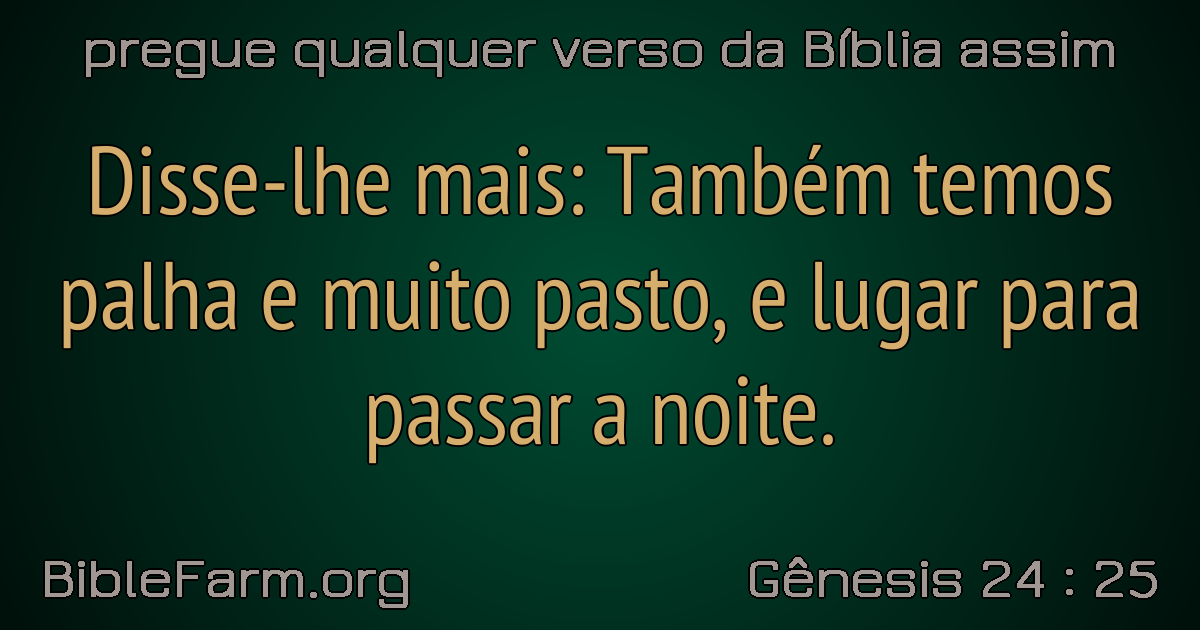 pregue qualquer verso da Bíblia assim
Disse-lhe mais: Também temos
palha e muito pasto, e lugar para
passar a noite.
BibleFarm.org
Gênesis 24 : 25